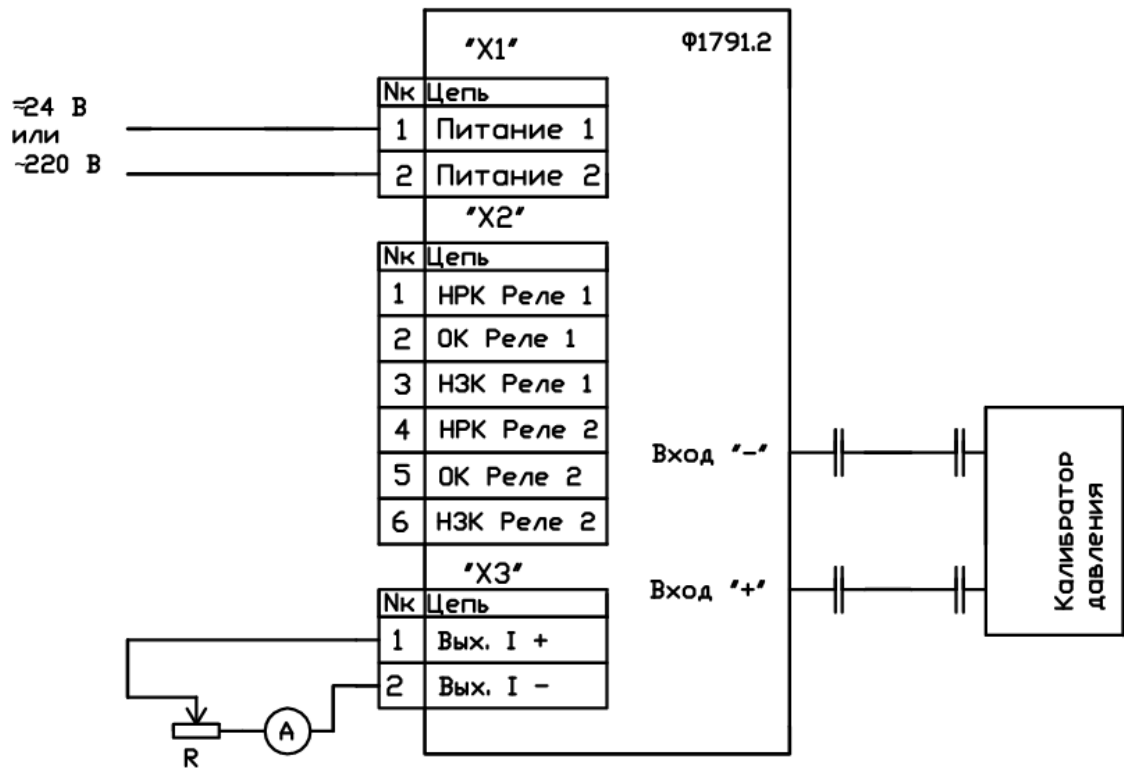 "X1"
Ф1791.2
Nк Цепь
1 Питание 1
2 Питание 2
≂24 В
или
~220 В
"X2"
Nк Цепь
1 НРК Реле 1
2 ОК Реле 1
3 НЗК Реле 1
4 НРК Реле 2
5 ОК Реле 2
6 НЗК Реле 2
Вход "-"
Вход "+"
Калибратор
давления
"X3"
Nк Цепь
1 Вых. I +
2 Вых. I -
A
R